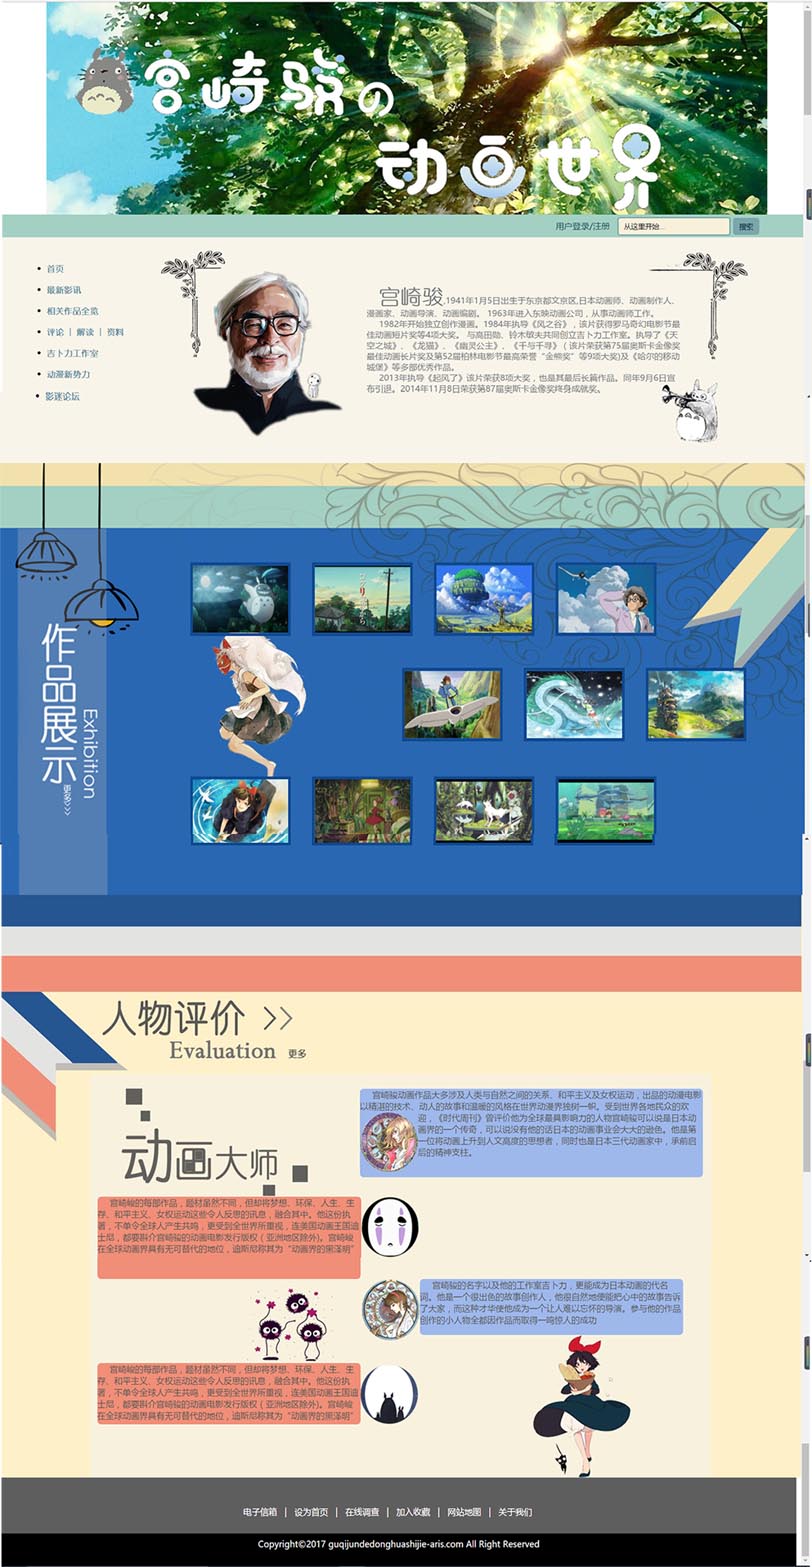 宫崎骏の
动画世界
用户登录/注册
从这里开始...
搜索
首页
最新影讯
相关作品全览
评论 | 解读 | 资料
吉卜力工作室
动漫新势力
影迷论坛
宫崎骏,1941年1月5日出生于东京都文京区,日本动画师、动画制作人、
漫画家、动画导演、动画编剧。 1963年进入东映动画公司，从事动画师工作。
1982年开始独立创作漫画。1984年执导《风之谷》，该片获得罗马奇幻电影节最
佳动画短片奖等4项大奖。 与高田勋、铃木敏夫共同创立吉卜力工作室。执导了《天
空之城》、《龙猫》、《幽灵公主》、《千与千寻》（该片荣获第75届奥斯卡金像奖
最佳动画长片奖及第52届柏林电影节最高荣誉“金熊奖”等9项大奖)及《哈尔的移动
城堡》等多部优秀作品。
2013年执导《起风了》该片荣获8项大奖，也是其最后长篇作品。同年9月6日宣
布引退。2014年11月8日荣获第87届奥斯卡金像奖终身成就奖。
作品展示
Exhibition
更多>>>
人物评价 >>
Evaluation 更多
动画大师
宫崎骏动画作品大多涉及人类与自然之间的关系、和平主义及女权运动，出品的动漫电影
以精湛的技术、动人的故事和温暖的风格在世界动漫界独树一帜。受到世界各地民众的欢
迎，《时代周刊》曾评价他为全球最具影响力的人物宫崎骏可以说是日本动
画界的一个传奇，可以说没有他的话日本的动画事业会大大的逊色。他是第
一位将动画上升到人文高度的思想者，同时也是日本三代动画家中，承前启
后的精神支柱。
宫崎峻的每部作品，题材虽然不同，但却将梦想、环保、人生、生
存、和平主义、女权运动这些令人反思的讯息，融合其中。他这份执
著，不单令全球人产生共鸣，更受到全世界所重视，连美国动画王国迪
士尼，都要斟介宫崎骏的动画电影发行版权（亚洲地区除外)。宫崎峻
在全球动画界具有无可替代的地位，迪斯尼称其为“动画界的黑泽明”
宫崎骏的名字以及他的工作室吉卜力，更能成为日本动画的代名
词。他是一个很出色的故事创作人，他很自然地便能把心中的故事告诉
了大家，而这种才华使他成为一个让人难以忘怀的导演。参与他的作品
创作的小人物全都因作品而取得一鸣惊人的成功
宫崎峻的每部作品，题材虽然不同，但却将梦想、环保、人生、生
存、和平主义、女权运动这些令人反思的讯息，融合其中。他这份执
著，不单令全球人产生共鸣，更受到全世界所重视，连美国动画王国迪
士尼，都要斟介宫崎骏的动画电影发行版权（亚洲地区除外)。宫崎峻
在全球动画界具有无可替代的地位，迪斯尼称其为“动画界的黑泽明”
电子信箱 | 设为首页 | 在线调查 | 加入收藏 | 网站地图 | 关于我们
Copyright©2017 guqijundedonghuashijie-aris.com All Right Reserved